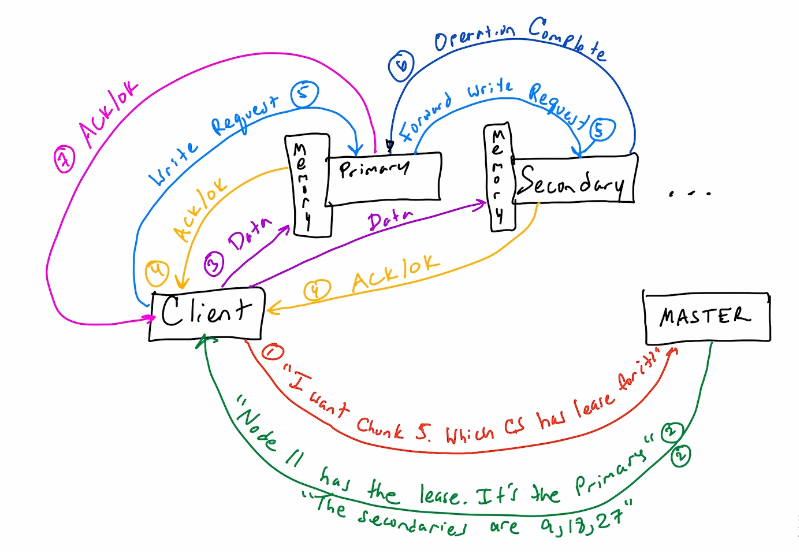 ⑥ Operation Complete
⑦ Ack/ok
Write Request ⑤
Forward Write Request
⑤
Memory
Primary
Memory
Secondary
...
④ Ack/ok
③ Data
Data
④ Ack/ok
Client
MASTER
① "I want Chunk 5. Which CS has lease for it?"
"Node 11 has the lease. It's the Primary" ②
"The secondaries are 9,18,27" ②